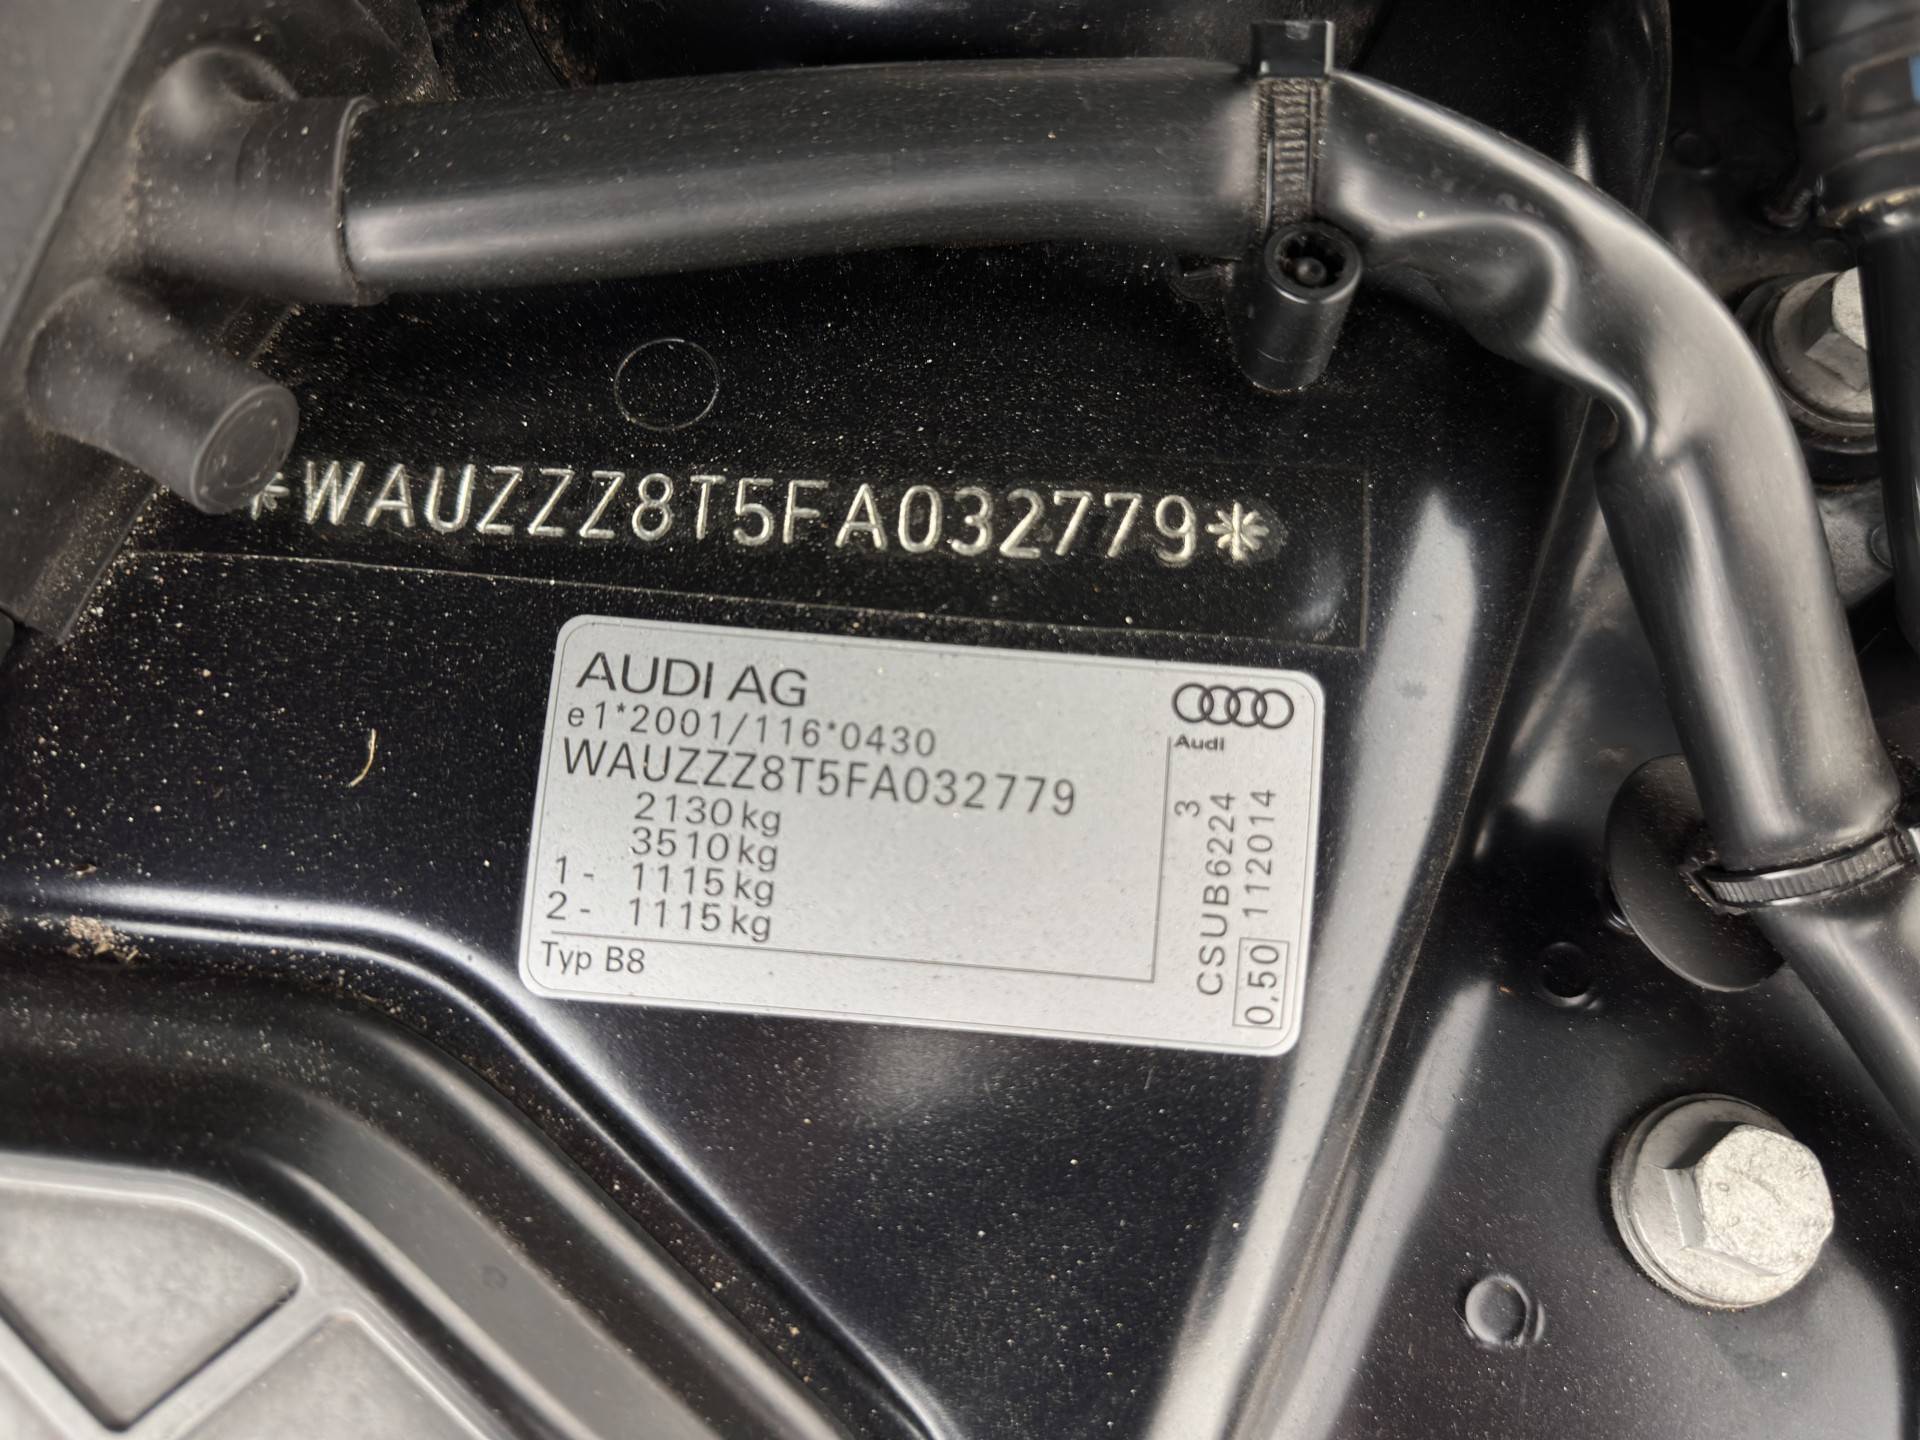 *WAUZZZ8T5FA032779*
AUDI AG
e1*2001/116*0430
WAUZZZ8T5FA032779
2130 kg
3510 kg
1 - 1115 kg
2 - 1115 kg
Typ B8
Audi
3
CSUB6224
0,50 112014